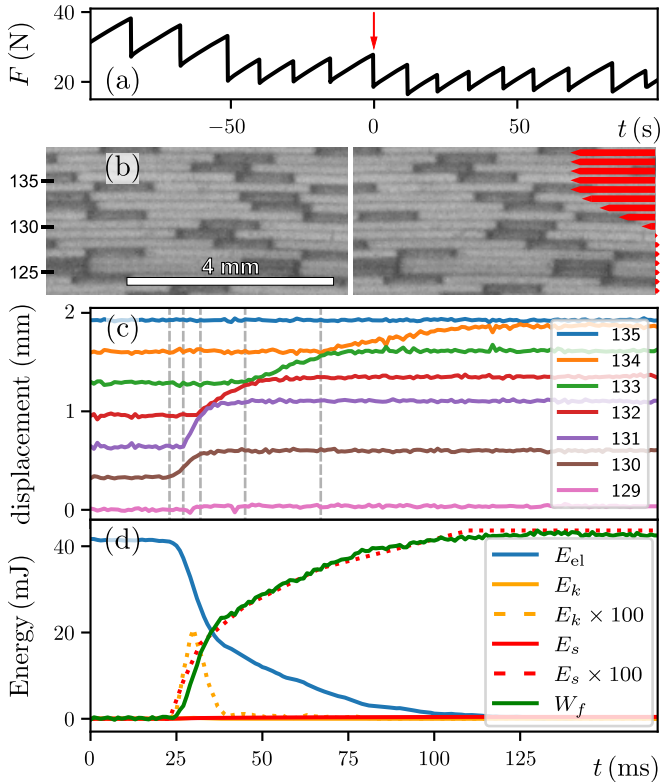 F (N)
40
20
(a)
−50
0
50
t (s)
(b)
135
130
125
4 mm
displacement (mm)
2
1
0
(c)
135
134
133
132
131
130
129
Energy (mJ)
40
20
0
(d)
E_el
E_k
E_k × 100
E_s
E_s × 100
W_f
0
25
50
75
100
125
t (ms)